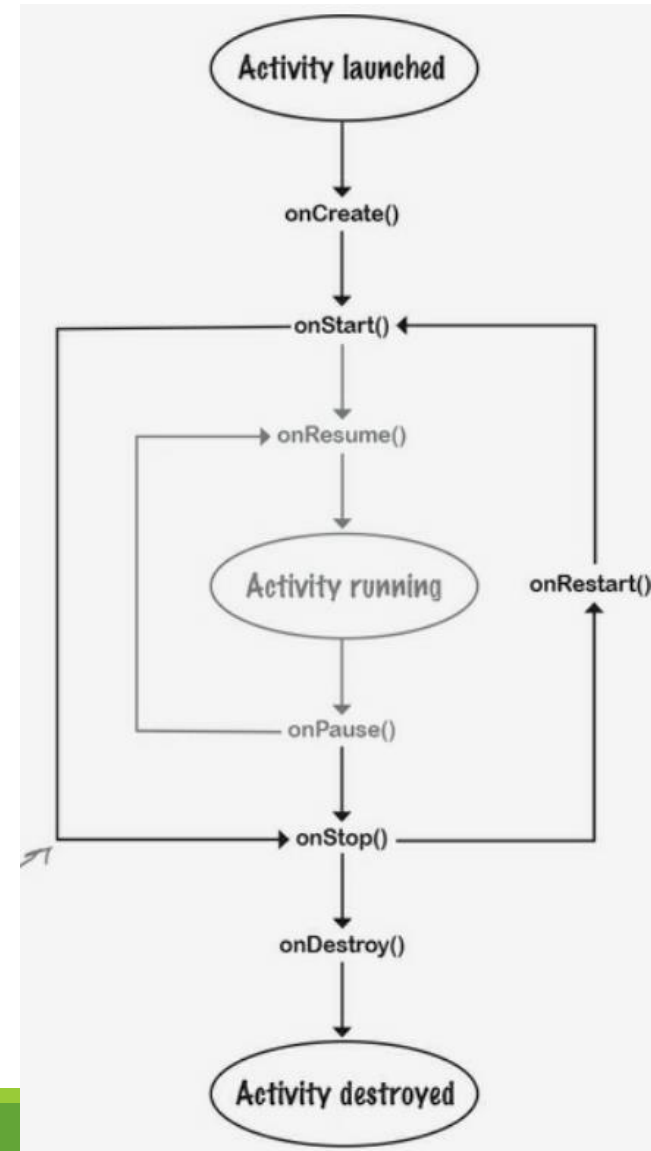 Activity launched
onCreate()
onStart()
onResume()
Activity running
onRestart()
onPause()
onStop()
onDestroy()
Activity destroyed